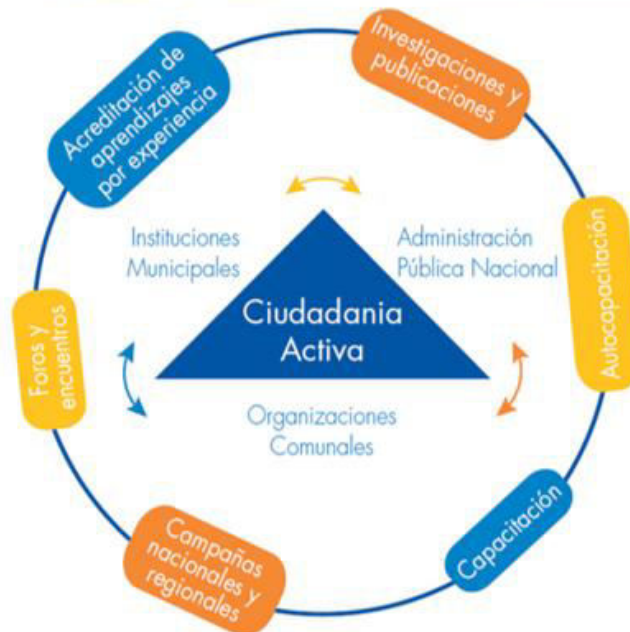 Acreditación de
aprendizajes
por experiencia
Investigaciones y
publicaciones
Instituciones
Municipales
Administración
Pública Nacional
Autocapacitación
Ciudadania
Activa
Foros y
encuentros
Organizaciones
Comunales
Capacitación
Campañas
nacionales y
regionales